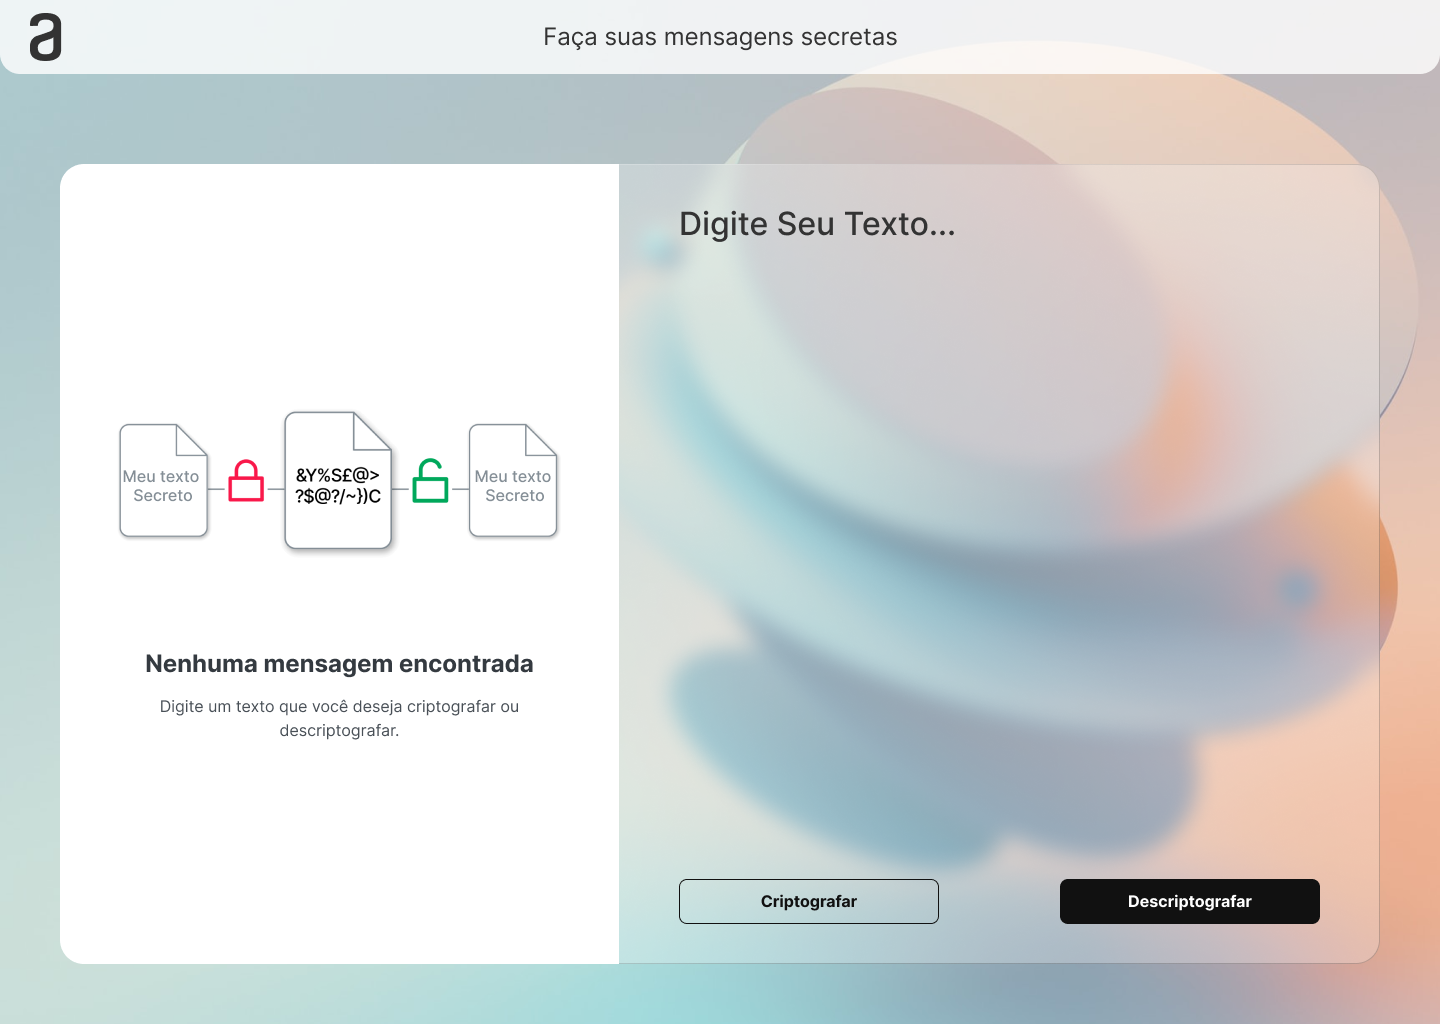 a
Faça suas mensagens secretas
Digite Seu Texto...
Meu texto
Secreto
&Y%S£@>
?$@?/~})C
Meu texto
Secreto
Nenhuma mensagem encontrada
Digite um texto que você deseja criptografar ou
descriptografar.
Criptografar
Descriptografar